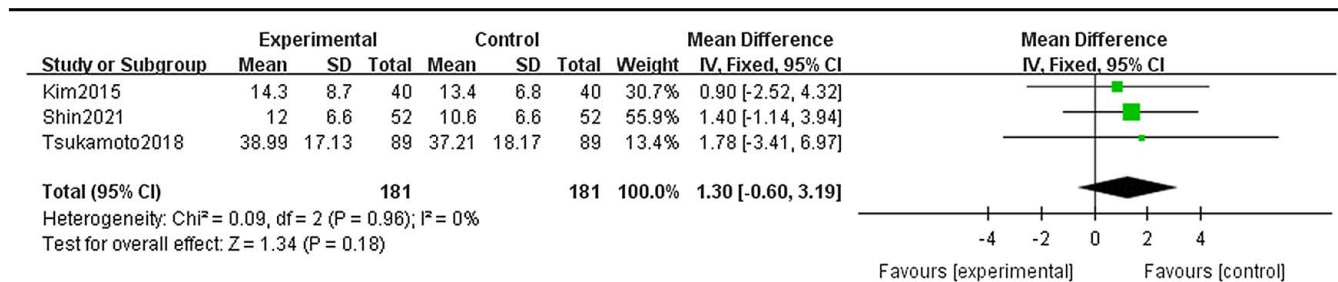 Experimental Control Mean Difference Mean Difference
Study or Subgroup Mean SD Total Mean SD Total Weight IV, Fixed, 95% CI IV, Fixed, 95% CI
Kim2015 14.3 8.7 40 13.4 6.8 40 30.7% 0.90 [-2.52, 4.32]
Shin2021 12 6.6 52 10.6 6.6 52 55.9% 1.40 [-1.14, 3.94]
Tsukamoto2018 38.99 17.13 89 37.21 18.17 89 13.4% 1.78 [-3.41, 6.97]
Total (95% CI) 181 181 100.0% 1.30 [-0.60, 3.19]
Heterogeneity: Chi² = 0.09, df = 2 (P = 0.96); I² = 0%
Test for overall effect: Z = 1.34 (P = 0.18)
-4 -2 0 2 4
Favours [experimental] Favours [control]